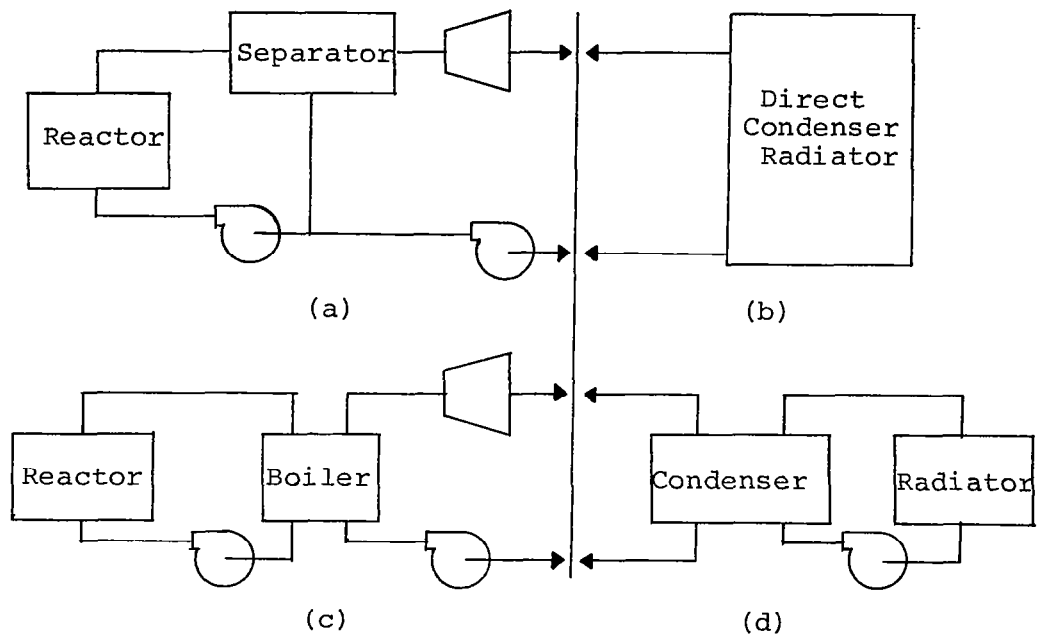 Separator
Reactor
Direct
Condenser
Radiator
(a)
(b)
Reactor
Boiler
Condenser
Radiator
(c)
(d)